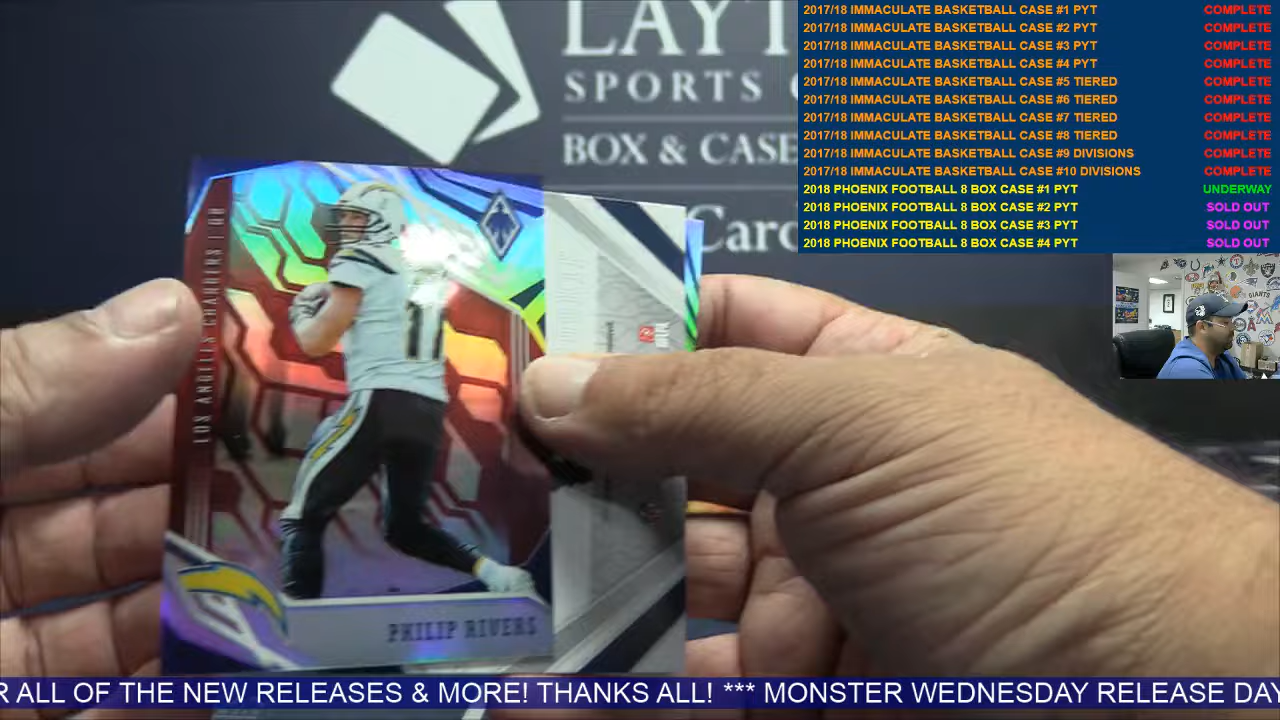 LAYT
SPORTS
BOX & CASE
Card
2017/18 IMMACULATE BASKETBALL CASE #1 PYT COMPLETE
2017/18 IMMACULATE BASKETBALL CASE #2 PYT COMPLETE
2017/18 IMMACULATE BASKETBALL CASE #3 PYT COMPLETE
2017/18 IMMACULATE BASKETBALL CASE #4 PYT COMPLETE
2017/18 IMMACULATE BASKETBALL CASE #5 TIERED COMPLETE
2017/18 IMMACULATE BASKETBALL CASE #6 TIERED COMPLETE
2017/18 IMMACULATE BASKETBALL CASE #7 TIERED COMPLETE
2017/18 IMMACULATE BASKETBALL CASE #8 TIERED COMPLETE
2017/18 IMMACULATE BASKETBALL CASE #9 DIVISIONS COMPLETE
2017/18 IMMACULATE BASKETBALL CASE #10 DIVISIONS COMPLETE
2018 PHOENIX FOOTBALL 8 BOX CASE #1 PYT UNDERWAY
2018 PHOENIX FOOTBALL 8 BOX CASE #2 PYT SOLD OUT
2018 PHOENIX FOOTBALL 8 BOX CASE #3 PYT SOLD OUT
2018 PHOENIX FOOTBALL 8 BOX CASE #4 PYT SOLD OUT
LOS ANGELES CHARGERS | QB
17
PHILIP RIVERS
GIANTS
R ALL OF THE NEW RELEASES & MORE! THANKS ALL! *** MONSTER WEDNESDAY RELEASE DAY